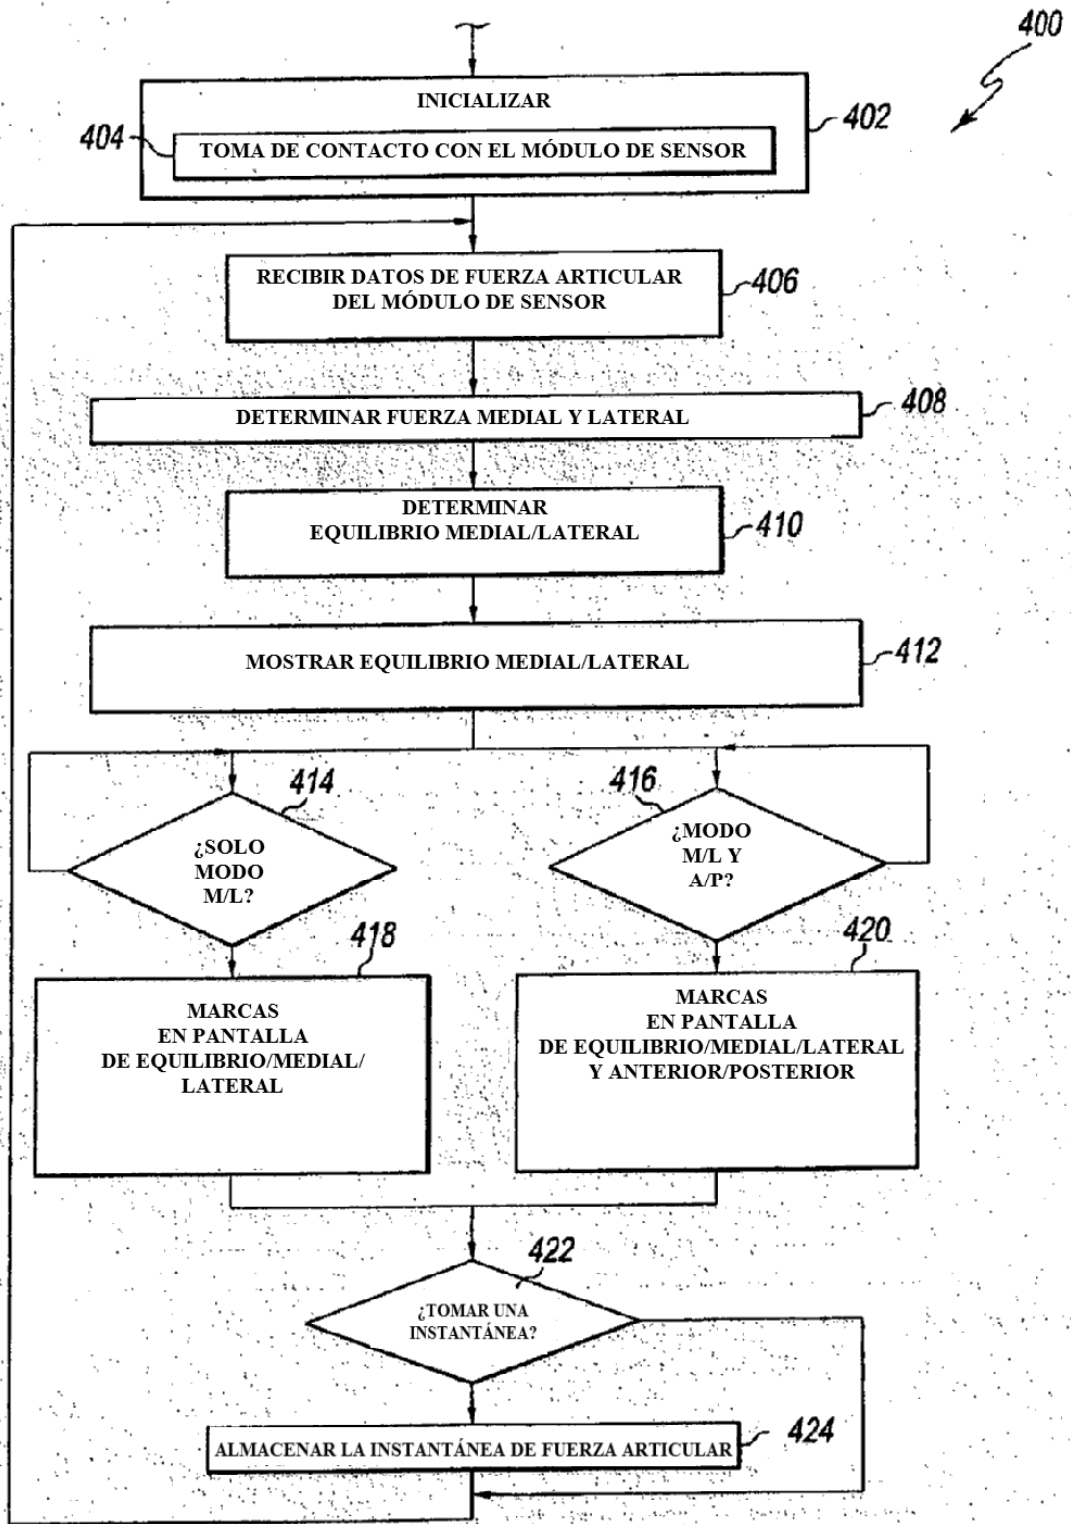 400
INICIALIZAR
402
404
TOMA DE CONTACTO CON EL MÓDULO DE SENSOR
RECIBIR DATOS DE FUERZA ARTICULAR
DEL MÓDULO DE SENSOR
406
DETERMINAR FUERZA MEDIAL Y LATERAL
408
DETERMINAR
EQUILIBRIO MEDIAL/LATERAL
410
MOSTRAR EQUILIBRIO MEDIAL/LATERAL
412
414
¿SOLO
MODO
M/L?
416
¿MODO
M/L Y
A/P?
418
MARCAS
EN PANTALLA
DE EQUILIBRIO/MEDIAL/
LATERAL
420
MARCAS
EN PANTALLA
DE EQUILIBRIO/MEDIAL/LATERAL
Y ANTERIOR/POSTERIOR
422
¿TOMAR UNA
INSTANTÁNEA?
ALMACENAR LA INSTANTÁNEA DE FUERZA ARTICULAR
424